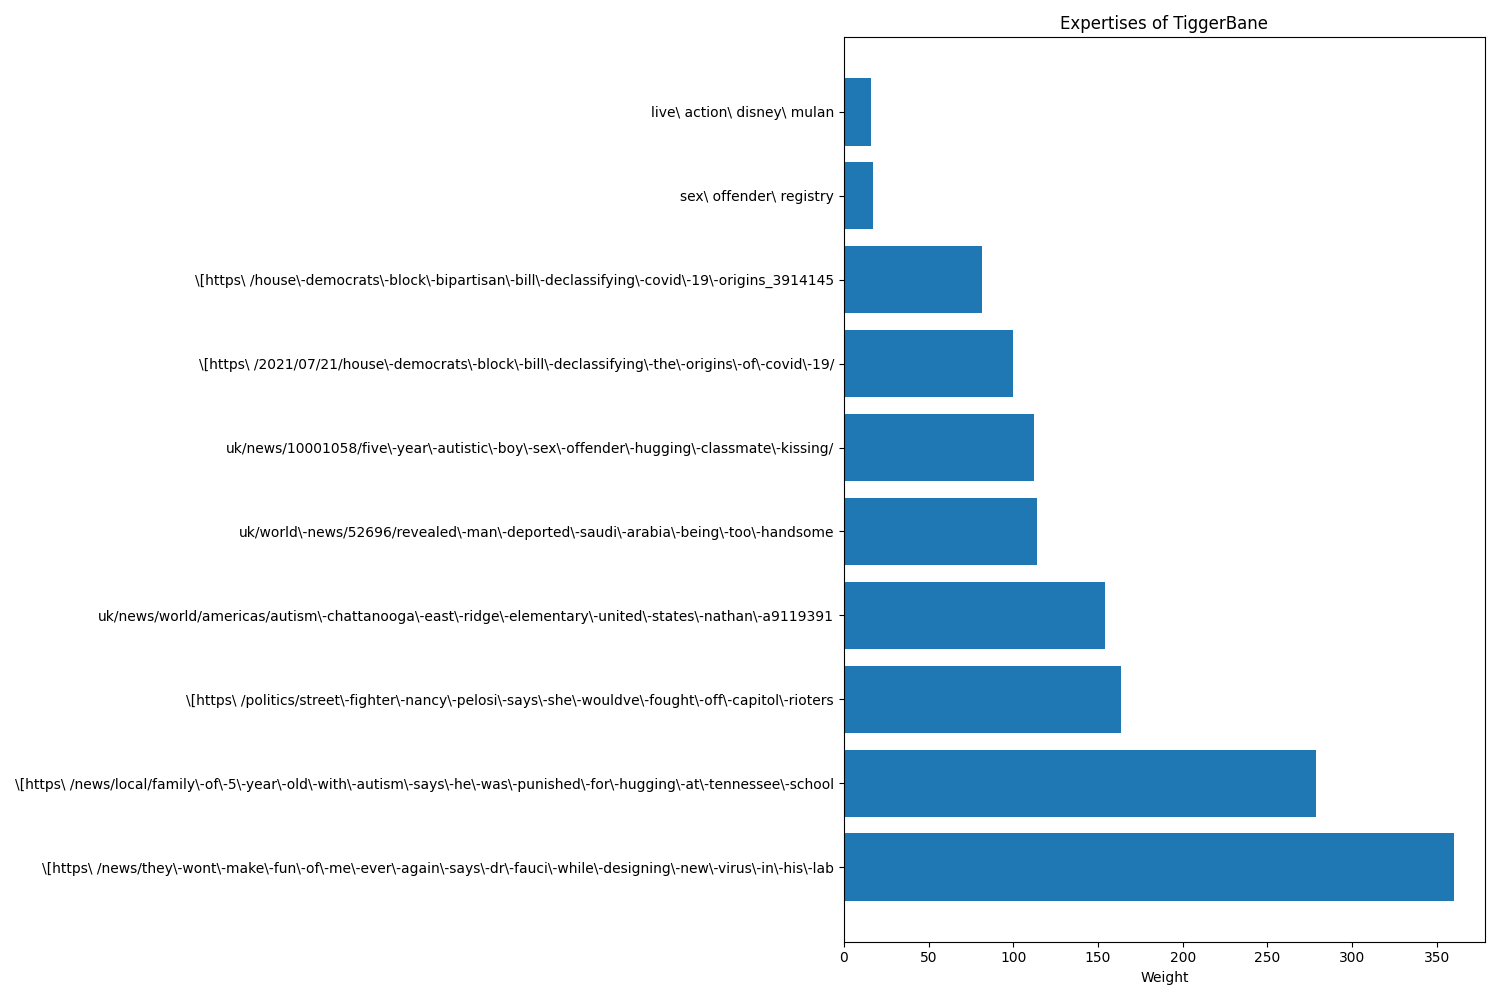 Expertises of TiggerBane
live\ action\ disney\ mulan
sex\ offender\ registry
\[https\ /house\-democrats\-block\-bipartisan\-bill\-declassifying\-covid\-19\-origins_3914145
\[https\ /2021/07/21/house\-democrats\-block\-bill\-declassifying\-the\-origins\-of\-covid\-19/
uk/news/10001058/five\-year\-autistic\-boy\-sex\-offender\-hugging\-classmate\-kissing/
uk/world\-news/52696/revealed\-man\-deported\-saudi\-arabia\-being\-too\-handsome
uk/news/world/americas/autism\-chattanooga\-east\-ridge\-elementary\-united\-states\-nathan\-a9119391
\[https\ /politics/street\-fighter\-nancy\-pelosi\-says\-she\-wouldve\-fought\-off\-capitol\-rioters
\[https\ /news/local/family\-of\-5\-year\-old\-with\-autism\-says\-he\-was\-punished\-for\-hugging\-at\-tennessee\-school
\[https\ /news/they\-wont\-make\-fun\-of\-me\-ever\-again\-says\-dr\-fauci\-while\-designing\-new\-virus\-in\-his\-lab
0 50 100 150 200 250 300 350
Weight